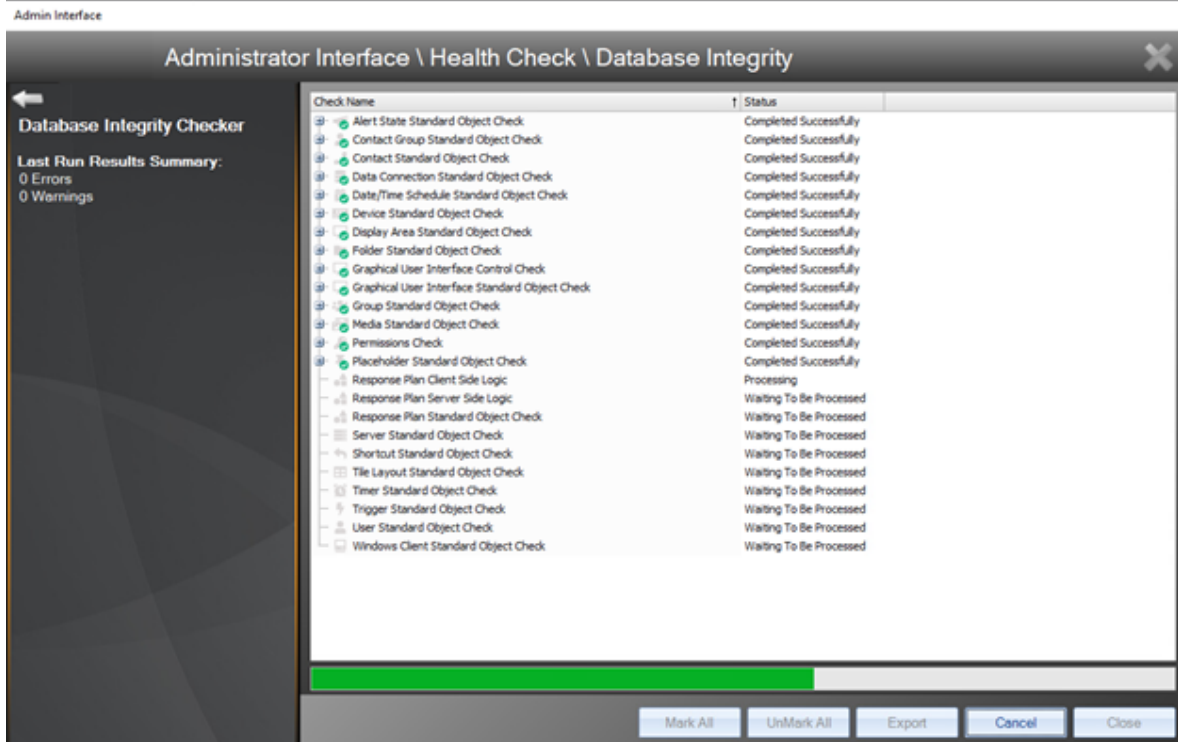 Admin Interface
Administrator Interface \ Health Check \ Database Integrity
Database Integrity Checker
Last Run Results Summary:
0 Errors
0 Warnings
Check Name ↑ Status
Alert State Standard Object Check Completed Successfully
Contact Group Standard Object Check Completed Successfully
Contact Standard Object Check Completed Successfully
Data Connection Standard Object Check Completed Successfully
Date/Time Schedule Standard Object Check Completed Successfully
Device Standard Object Check Completed Successfully
Display Area Standard Object Check Completed Successfully
Folder Standard Object Check Completed Successfully
Graphical User Interface Control Check Completed Successfully
Graphical User Interface Standard Object Check Completed Successfully
Group Standard Object Check Completed Successfully
Media Standard Object Check Completed Successfully
Permissions Check Completed Successfully
Placeholder Standard Object Check Completed Successfully
Response Plan Client Side Logic Processing
Response Plan Server Side Logic Waiting To Be Processed
Response Plan Standard Object Check Waiting To Be Processed
Server Standard Object Check Waiting To Be Processed
Shortcut Standard Object Check Waiting To Be Processed
Tile Layout Standard Object Check Waiting To Be Processed
Timer Standard Object Check Waiting To Be Processed
Trigger Standard Object Check Waiting To Be Processed
User Standard Object Check Waiting To Be Processed
Windows Client Standard Object Check Waiting To Be Processed
Mark All UnMark All Export Cancel Close